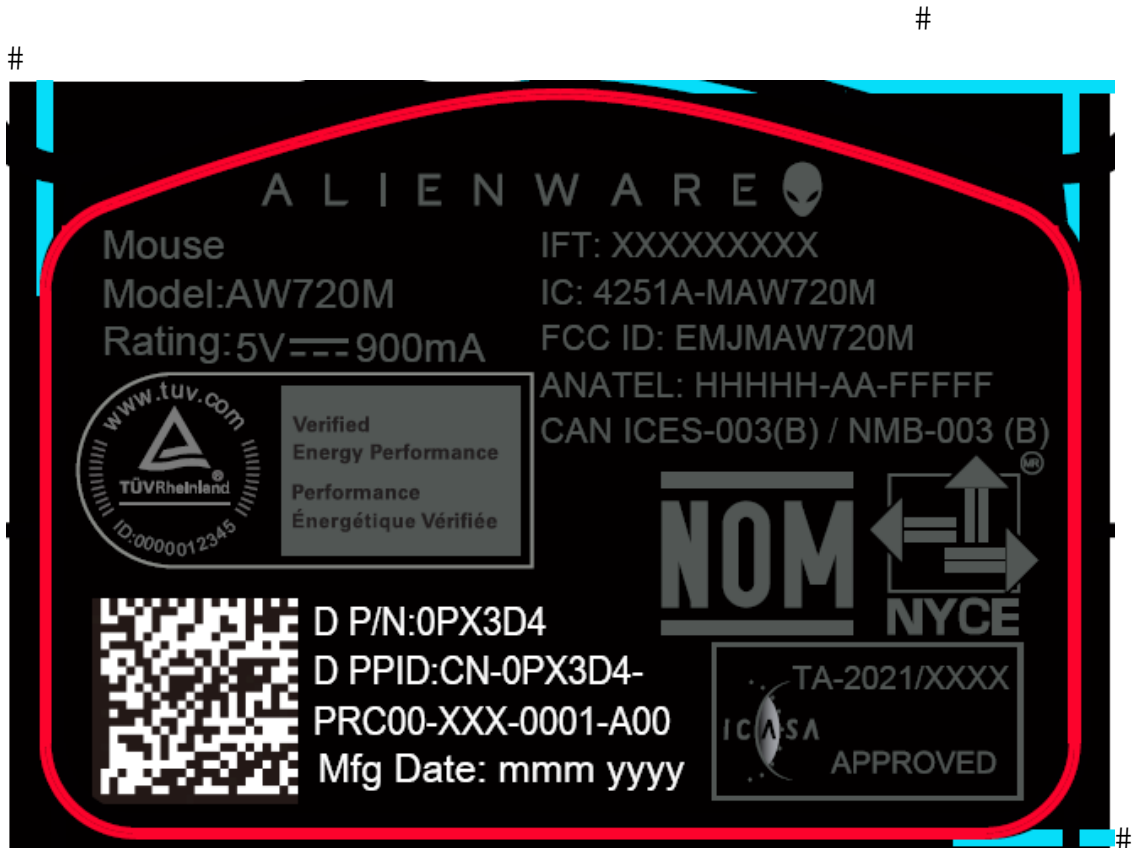 #
#
ALIENWARE
Mouse
Model:AW720M
Rating:5V⎓900mA
IFT: XXXXXXXXX
IC: 4251A-MAW720M
FCC ID: EMJMAW720M
ANATEL: HHHHH-AA-FFFFF
CAN ICES-003(B) / NMB-003 (B)
www.tuv.com
TÜVRheinland®
ID:0000012345
Verified
Energy Performance
Performance
Énergétique Vérifiée
NOM
MR
NYCE
D P/N:0PX3D4
D PPID:CN-0PX3D4-
PRC00-XXX-0001-A00
Mfg Date: mmm yyyy
TA-2021/XXXX
ICASA
APPROVED
#